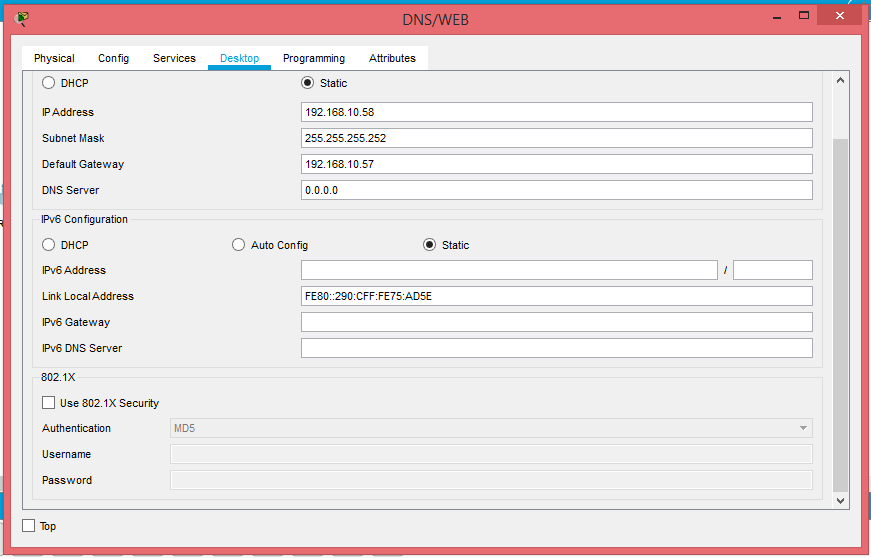 DNS/WEB
Physical Config Services Desktop Programming Attributes
DHCP Static
IP Address 192.168.10.58
Subnet Mask 255.255.255.252
Default Gateway 192.168.10.57
DNS Server 0.0.0.0
IPv6 Configuration
DHCP Auto Config Static
IPv6 Address /
Link Local Address FE80::290:CFF:FE75:AD5E
IPv6 Gateway
IPv6 DNS Server
802.1X
Use 802.1X Security
Authentication MD5
Username
Password
Top